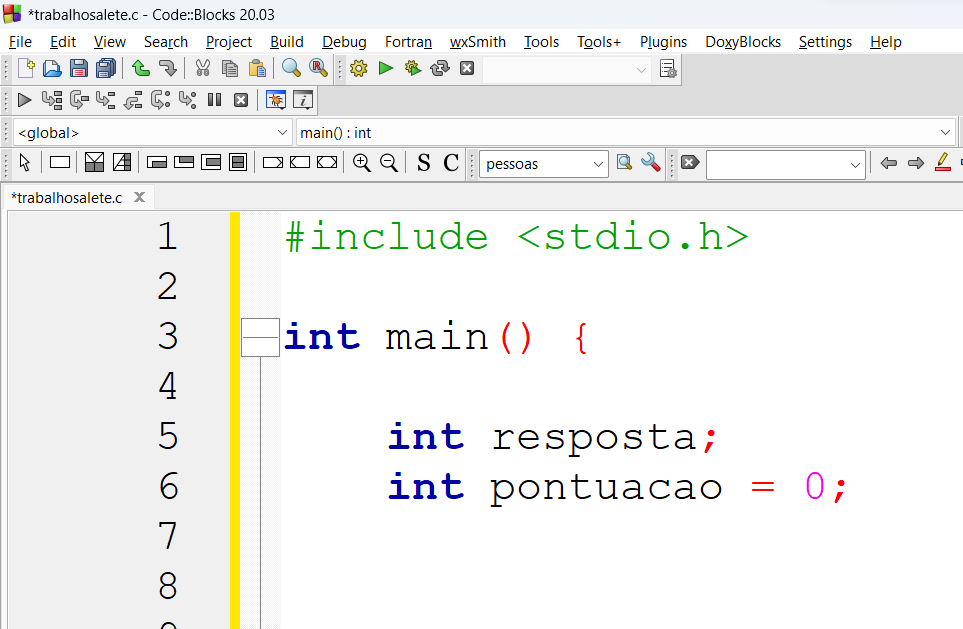 *trabalhosalete.c - Code::Blocks 20.03
File Edit View Search Project Build Debug Fortran wxSmith Tools Tools+ Plugins DoxyBlocks Settings Help
<global> main() : int
S C pessoas
*trabalhosalete.c X
1 #include <stdio.h>
2
3 int main() {
4
5 int resposta;
6 int pontuacao = 0;
7
8